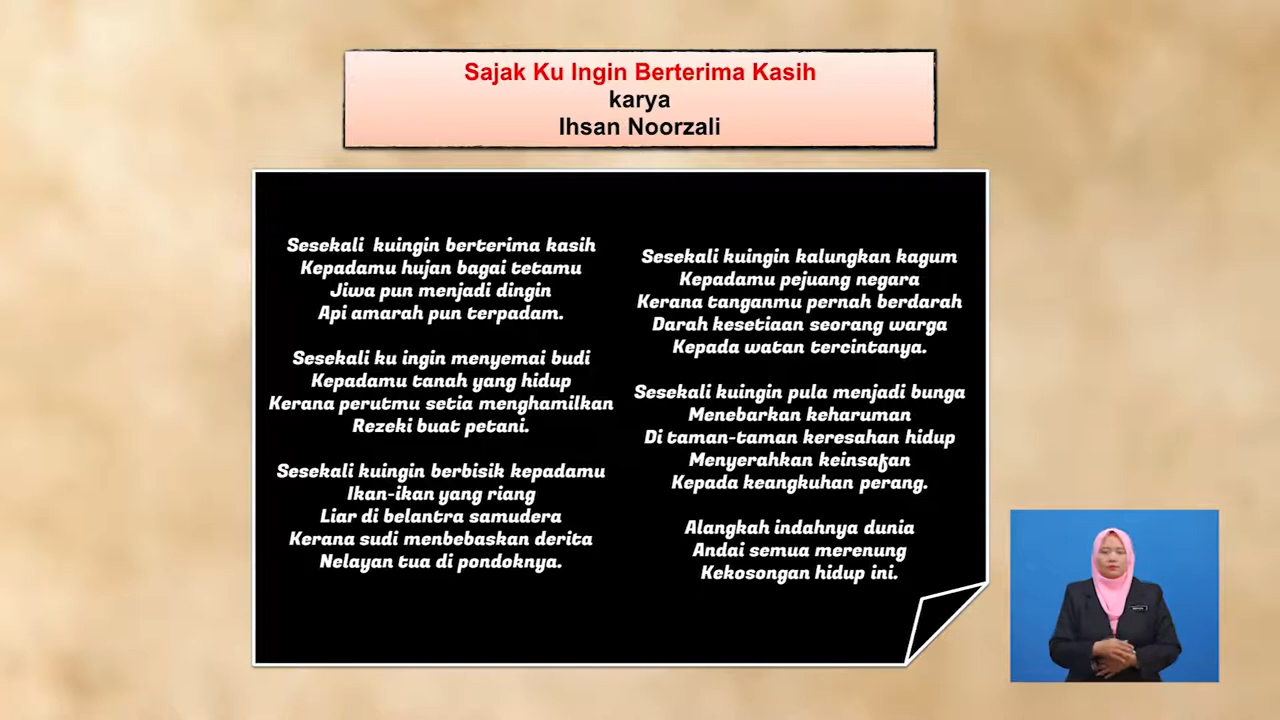 Sajak Ku Ingin Berterima Kasih
karya
Ihsan Noorzali
Sesekali kuingin berterima kasih
Kepadamu hujan bagai tetamu
Jiwa pun menjadi dingin
Api amarah pun terpadam.
Sesekali ku ingin menyemai budi
Kepadamu tanah yang hidup
Kerana perutmu setia menghamilkan
Rezeki buat petani.
Sesekali kuingin berbisik kepadamu
Ikan-ikan yang riang
Liar di belantra samudera
Kerana sudi menbebaskan derita
Nelayan tua di pondoknya.
Sesekali kuingin kalungkan kagum
Kepadamu pejuang negara
Kerana tanganmu pernah berdarah
Darah kesetiaan seorang warga
Kepada watan tercintanya.
Sesekali kuingin pula menjadi bunga
Menebarkan keharuman
Di taman-taman keresahan hidup
Menyerahkan keinsafan
Kepada keangkuhan perang.
Alangkah indahnya dunia
Andai semua merenung
Kekosongan hidup ini.